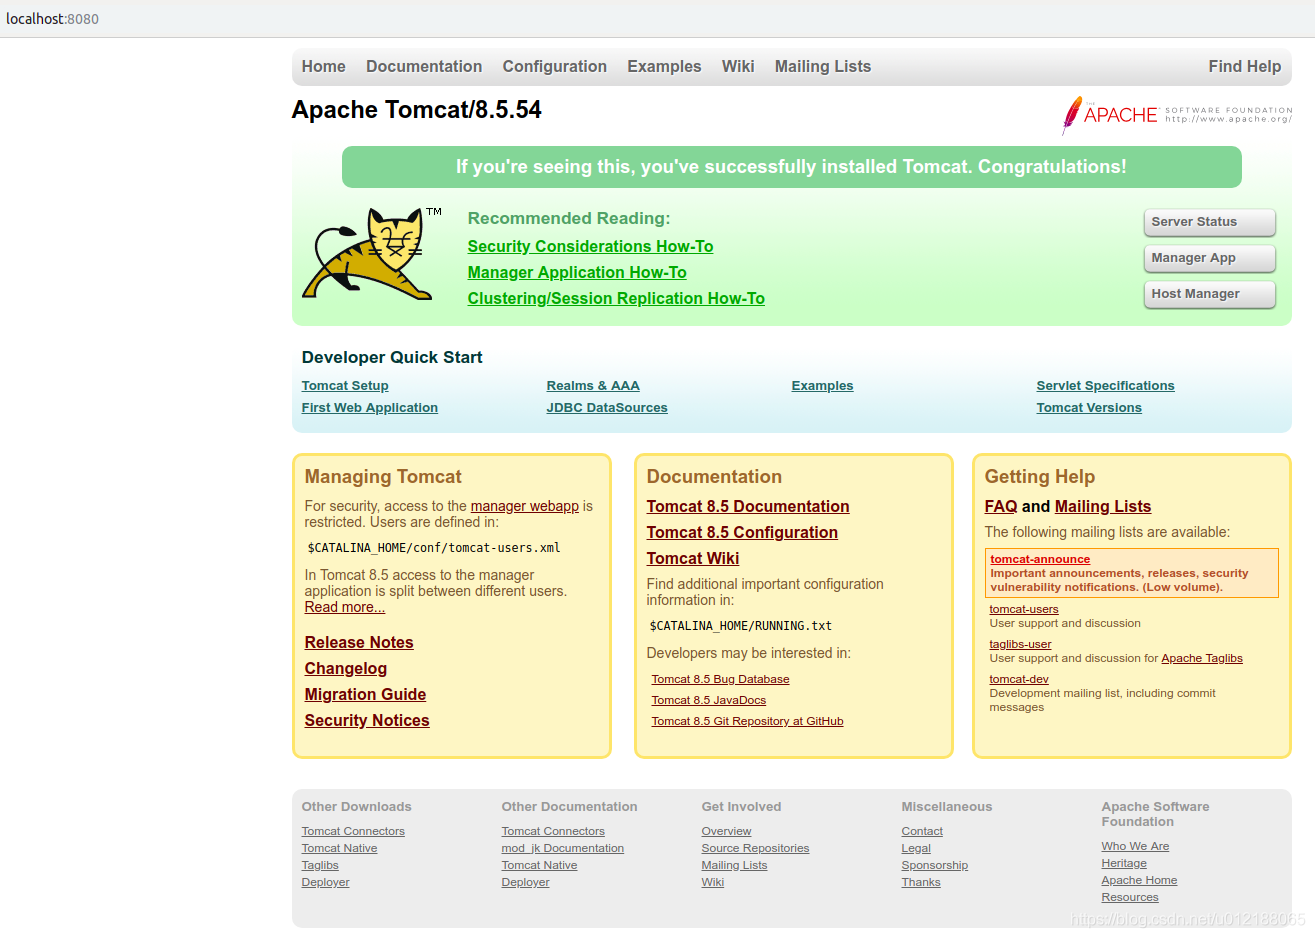 localhost:8080
Home Documentation Configuration Examples Wiki Mailing Lists Find Help
Apache Tomcat/8.5.54
THE APACHE SOFTWARE FOUNDATION
http://www.apache.org/
If you're seeing this, you've successfully installed Tomcat. Congratulations!
TM
Recommended Reading:
Security Considerations How-To
Manager Application How-To
Clustering/Session Replication How-To
Server Status
Manager App
Host Manager
Developer Quick Start
Tomcat Setup
First Web Application
Realms & AAA
JDBC DataSources
Examples
Servlet Specifications
Tomcat Versions
Managing Tomcat
For security, access to the manager webapp is
restricted. Users are defined in:
$CATALINA_HOME/conf/tomcat-users.xml
In Tomcat 8.5 access to the manager
application is split between different users.
Read more...
Release Notes
Changelog
Migration Guide
Security Notices
Documentation
Tomcat 8.5 Documentation
Tomcat 8.5 Configuration
Tomcat Wiki
Find additional important configuration
information in:
$CATALINA_HOME/RUNNING.txt
Developers may be interested in:
Tomcat 8.5 Bug Database
Tomcat 8.5 JavaDocs
Tomcat 8.5 Git Repository at GitHub
Getting Help
FAQ and Mailing Lists
The following mailing lists are available:
tomcat-announce
Important announcements, releases, security
vulnerability notifications. (Low volume).
tomcat-users
User support and discussion
taglibs-user
User support and discussion for Apache Taglibs
tomcat-dev
Development mailing list, including commit
messages
Other Downloads
Tomcat Connectors
Tomcat Native
Taglibs
Deployer
Other Documentation
Tomcat Connectors
mod_jk Documentation
Tomcat Native
Deployer
Get Involved
Overview
Source Repositories
Mailing Lists
Wiki
Miscellaneous
Contact
Legal
Sponsorship
Thanks
Apache Software
Foundation
Who We Are
Heritage
Apache Home
Resources
https://blog.csdn.net/u012188065